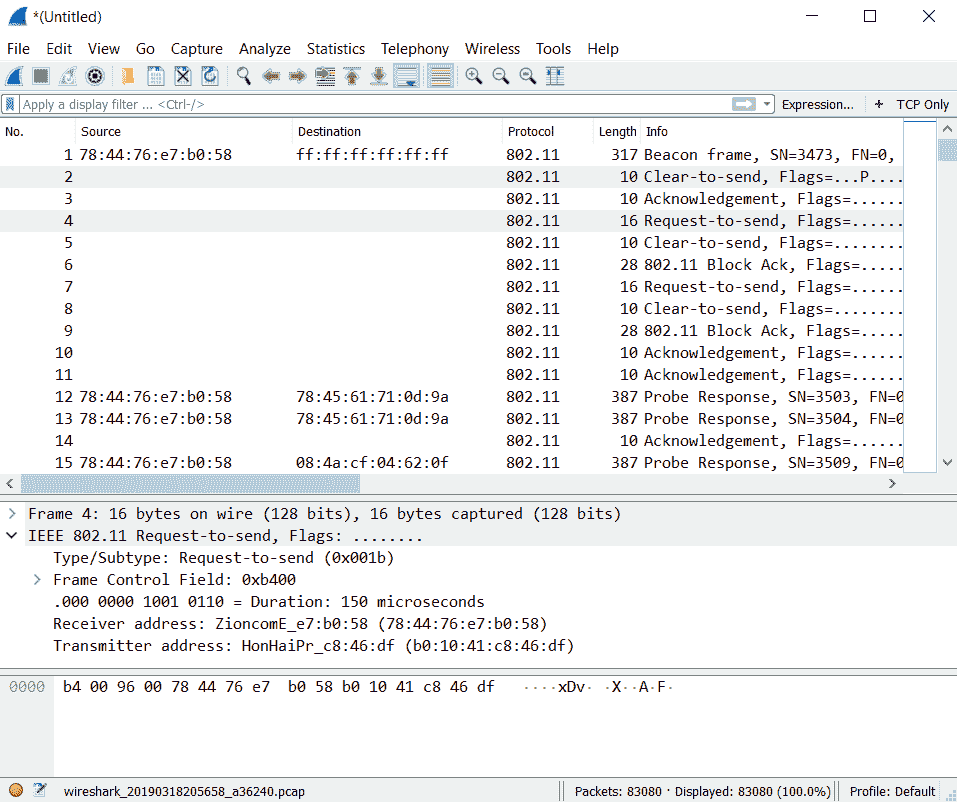 *(Untitled)
File Edit View Go Capture Analyze Statistics Telephony Wireless Tools Help
Apply a display filter ... <Ctrl-/> Expression... + TCP Only
No. Source Destination Protocol Length Info
1 78:44:76:e7:b0:58 ff:ff:ff:ff:ff:ff 802.11 317 Beacon frame, SN=3473, FN=0,
2 802.11 10 Clear-to-send, Flags=...P....
3 802.11 10 Acknowledgement, Flags=......
4 802.11 16 Request-to-send, Flags=......
5 802.11 10 Clear-to-send, Flags=........
6 802.11 28 802.11 Block Ack, Flags=.....
7 802.11 16 Request-to-send, Flags=......
8 802.11 10 Clear-to-send, Flags=........
9 802.11 28 802.11 Block Ack, Flags=.....
10 802.11 10 Acknowledgement, Flags=......
11 802.11 10 Acknowledgement, Flags=......
12 78:44:76:e7:b0:58 78:45:61:71:0d:9a 802.11 387 Probe Response, SN=3503, FN=0
13 78:44:76:e7:b0:58 78:45:61:71:0d:9a 802.11 387 Probe Response, SN=3504, FN=0
14 802.11 10 Acknowledgement, Flags=......
15 78:44:76:e7:b0:58 08:4a:cf:04:62:0f 802.11 387 Probe Response, SN=3509, FN=0
Frame 4: 16 bytes on wire (128 bits), 16 bytes captured (128 bits)
IEEE 802.11 Request-to-send, Flags: ........
Type/Subtype: Request-to-send (0x001b)
Frame Control Field: 0xb400
.000 0000 1001 0110 = Duration: 150 microseconds
Receiver address: ZioncomE_e7:b0:58 (78:44:76:e7:b0:58)
Transmitter address: HonHaiPr_c8:46:df (b0:10:41:c8:46:df)
0000 b4 00 96 00 78 44 76 e7 b0 58 b0 10 41 c8 46 df ····xDv· ·X··A·F·
wireshark_20190318205658_a36240.pcap Packets: 83080 · Displayed: 83080 (100.0%) Profile: Default